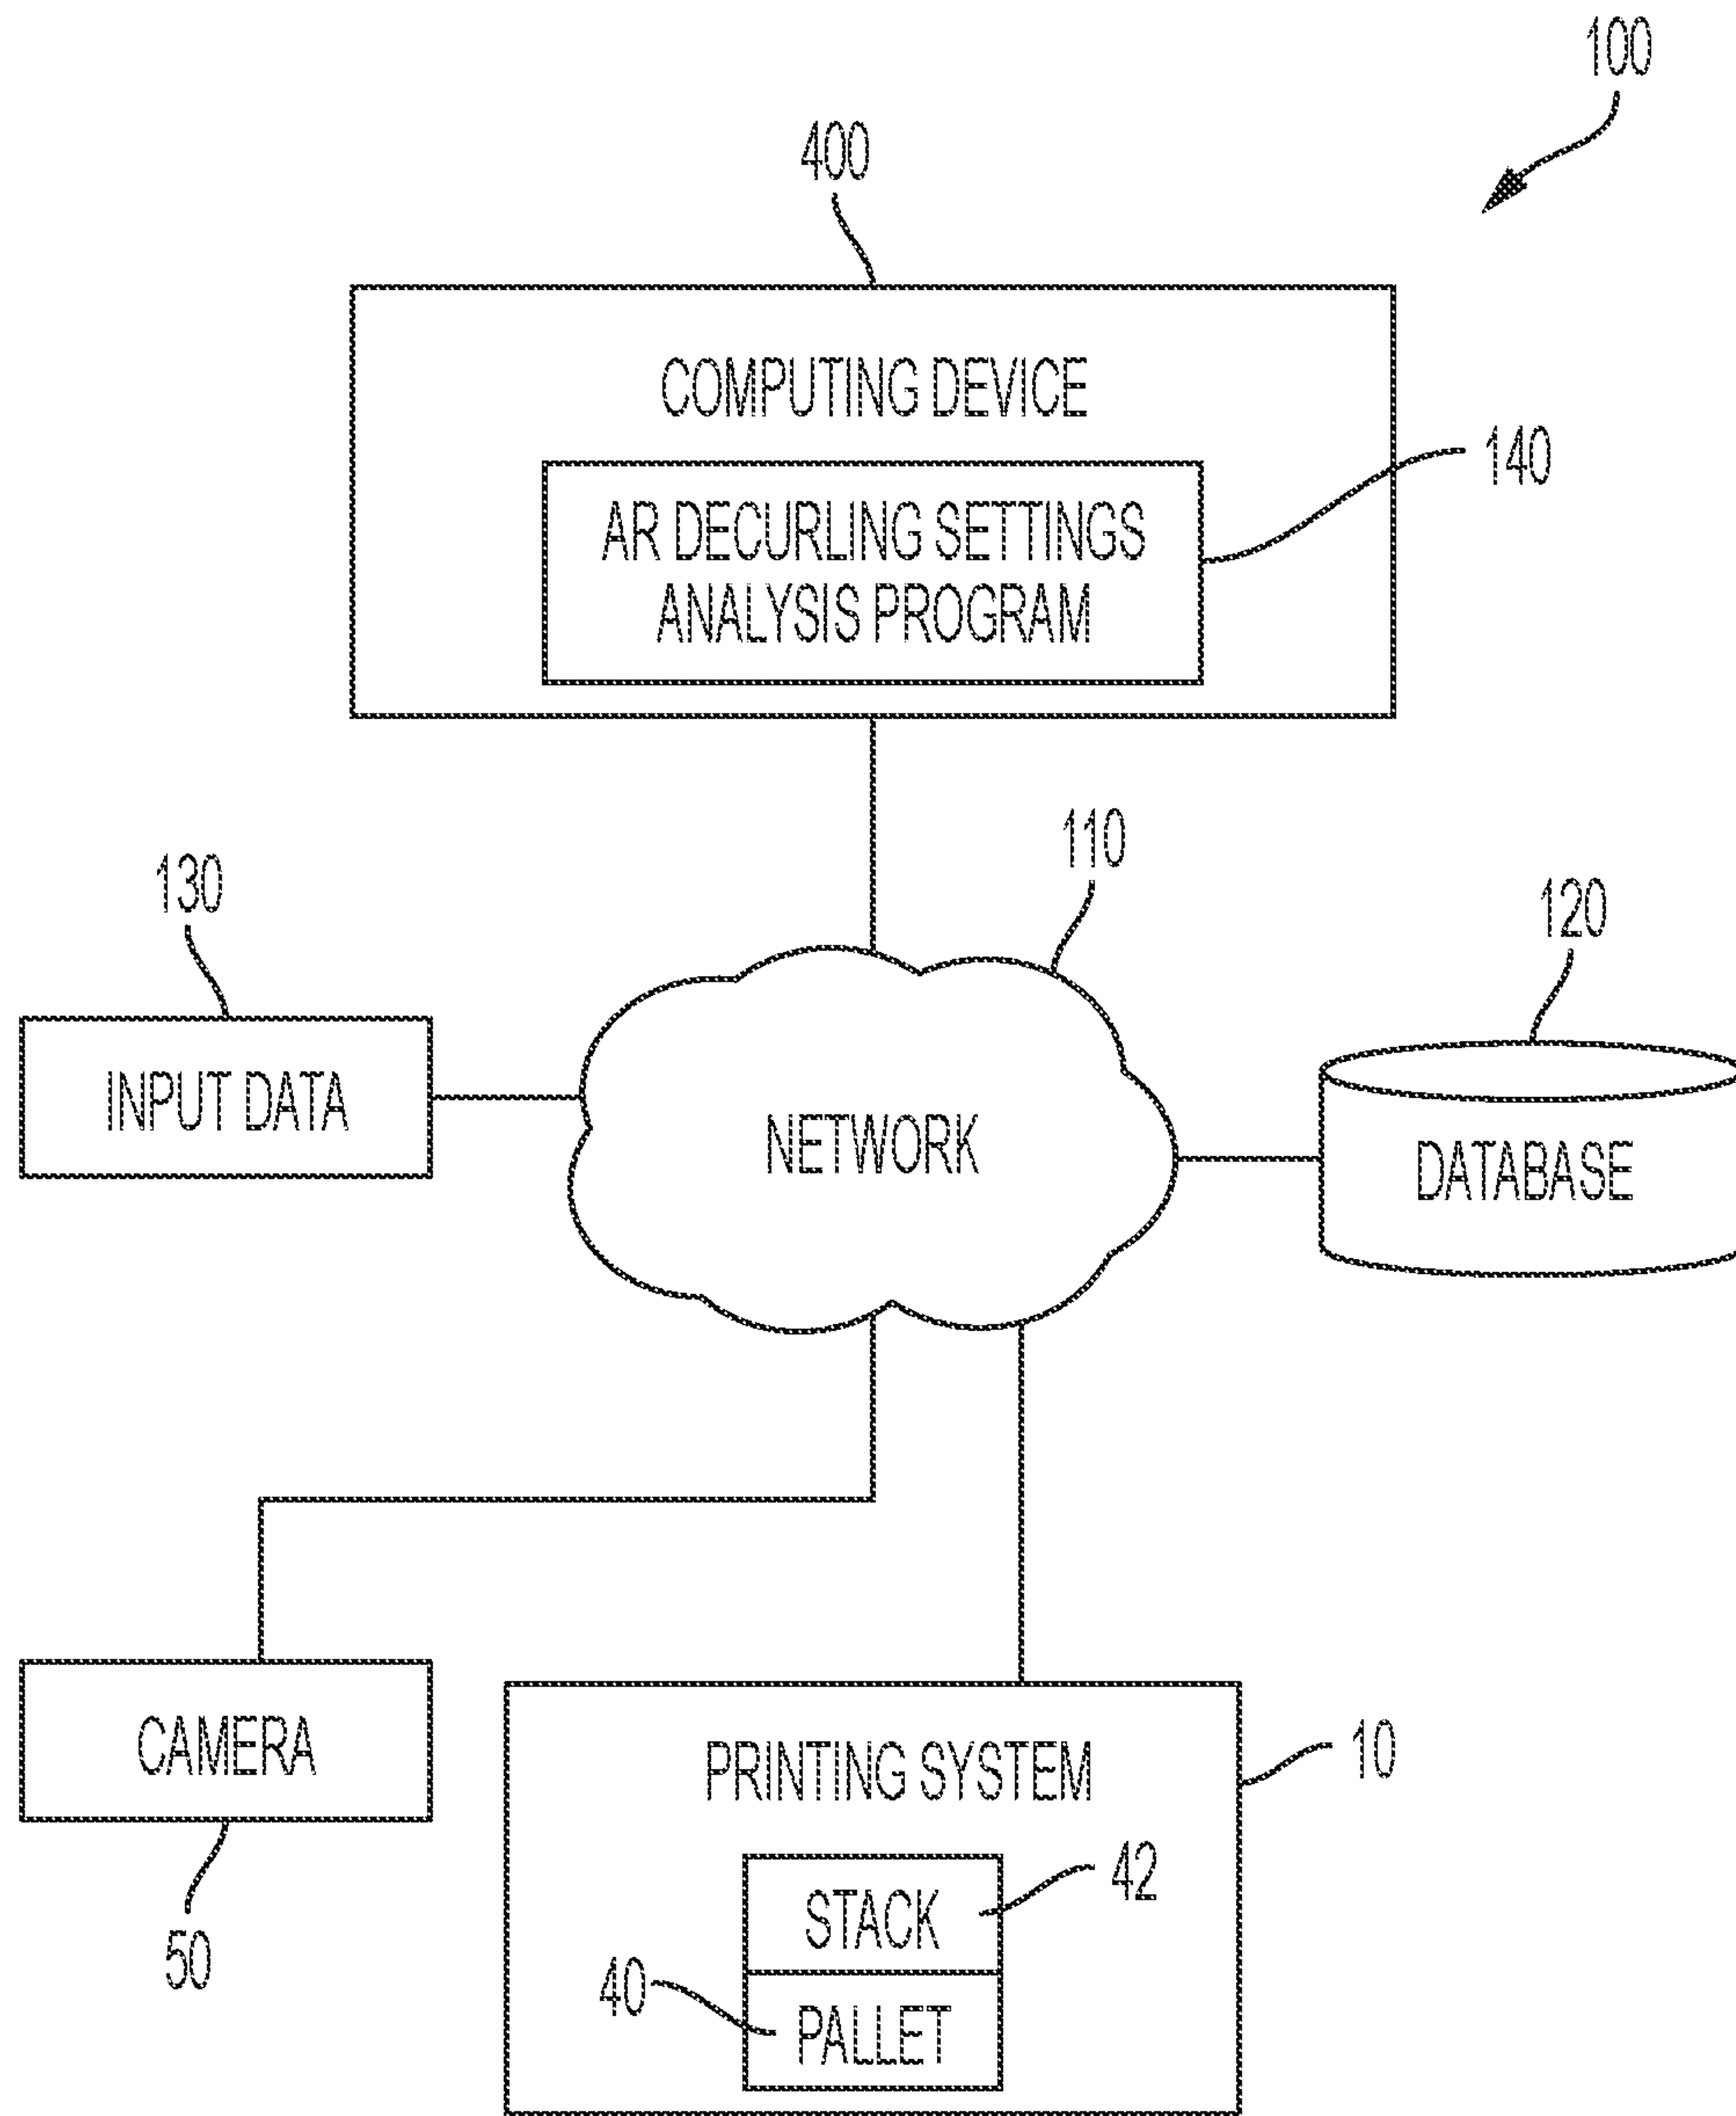 100
400
COMPUTING DEVICE
140
AR DECURLING SETTINGS
ANALYSIS PROGRAM
110
130
120
INPUT DATA
NETWORK
DATABASE
CAMERA
PRINTING SYSTEM
10
42
STACK
50
40
PALLET